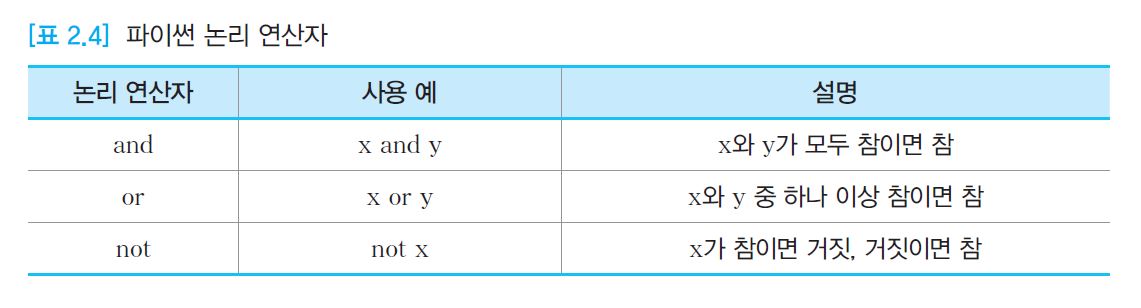 [표 2.4] 파이썬 논리 연산자
논리 연산자 사용 예 설명
and x and y x와 y가 모두 참이면 참
or x or y x와 y 중 하나 이상 참이면 참
not not x x가 참이면 거짓, 거짓이면 참